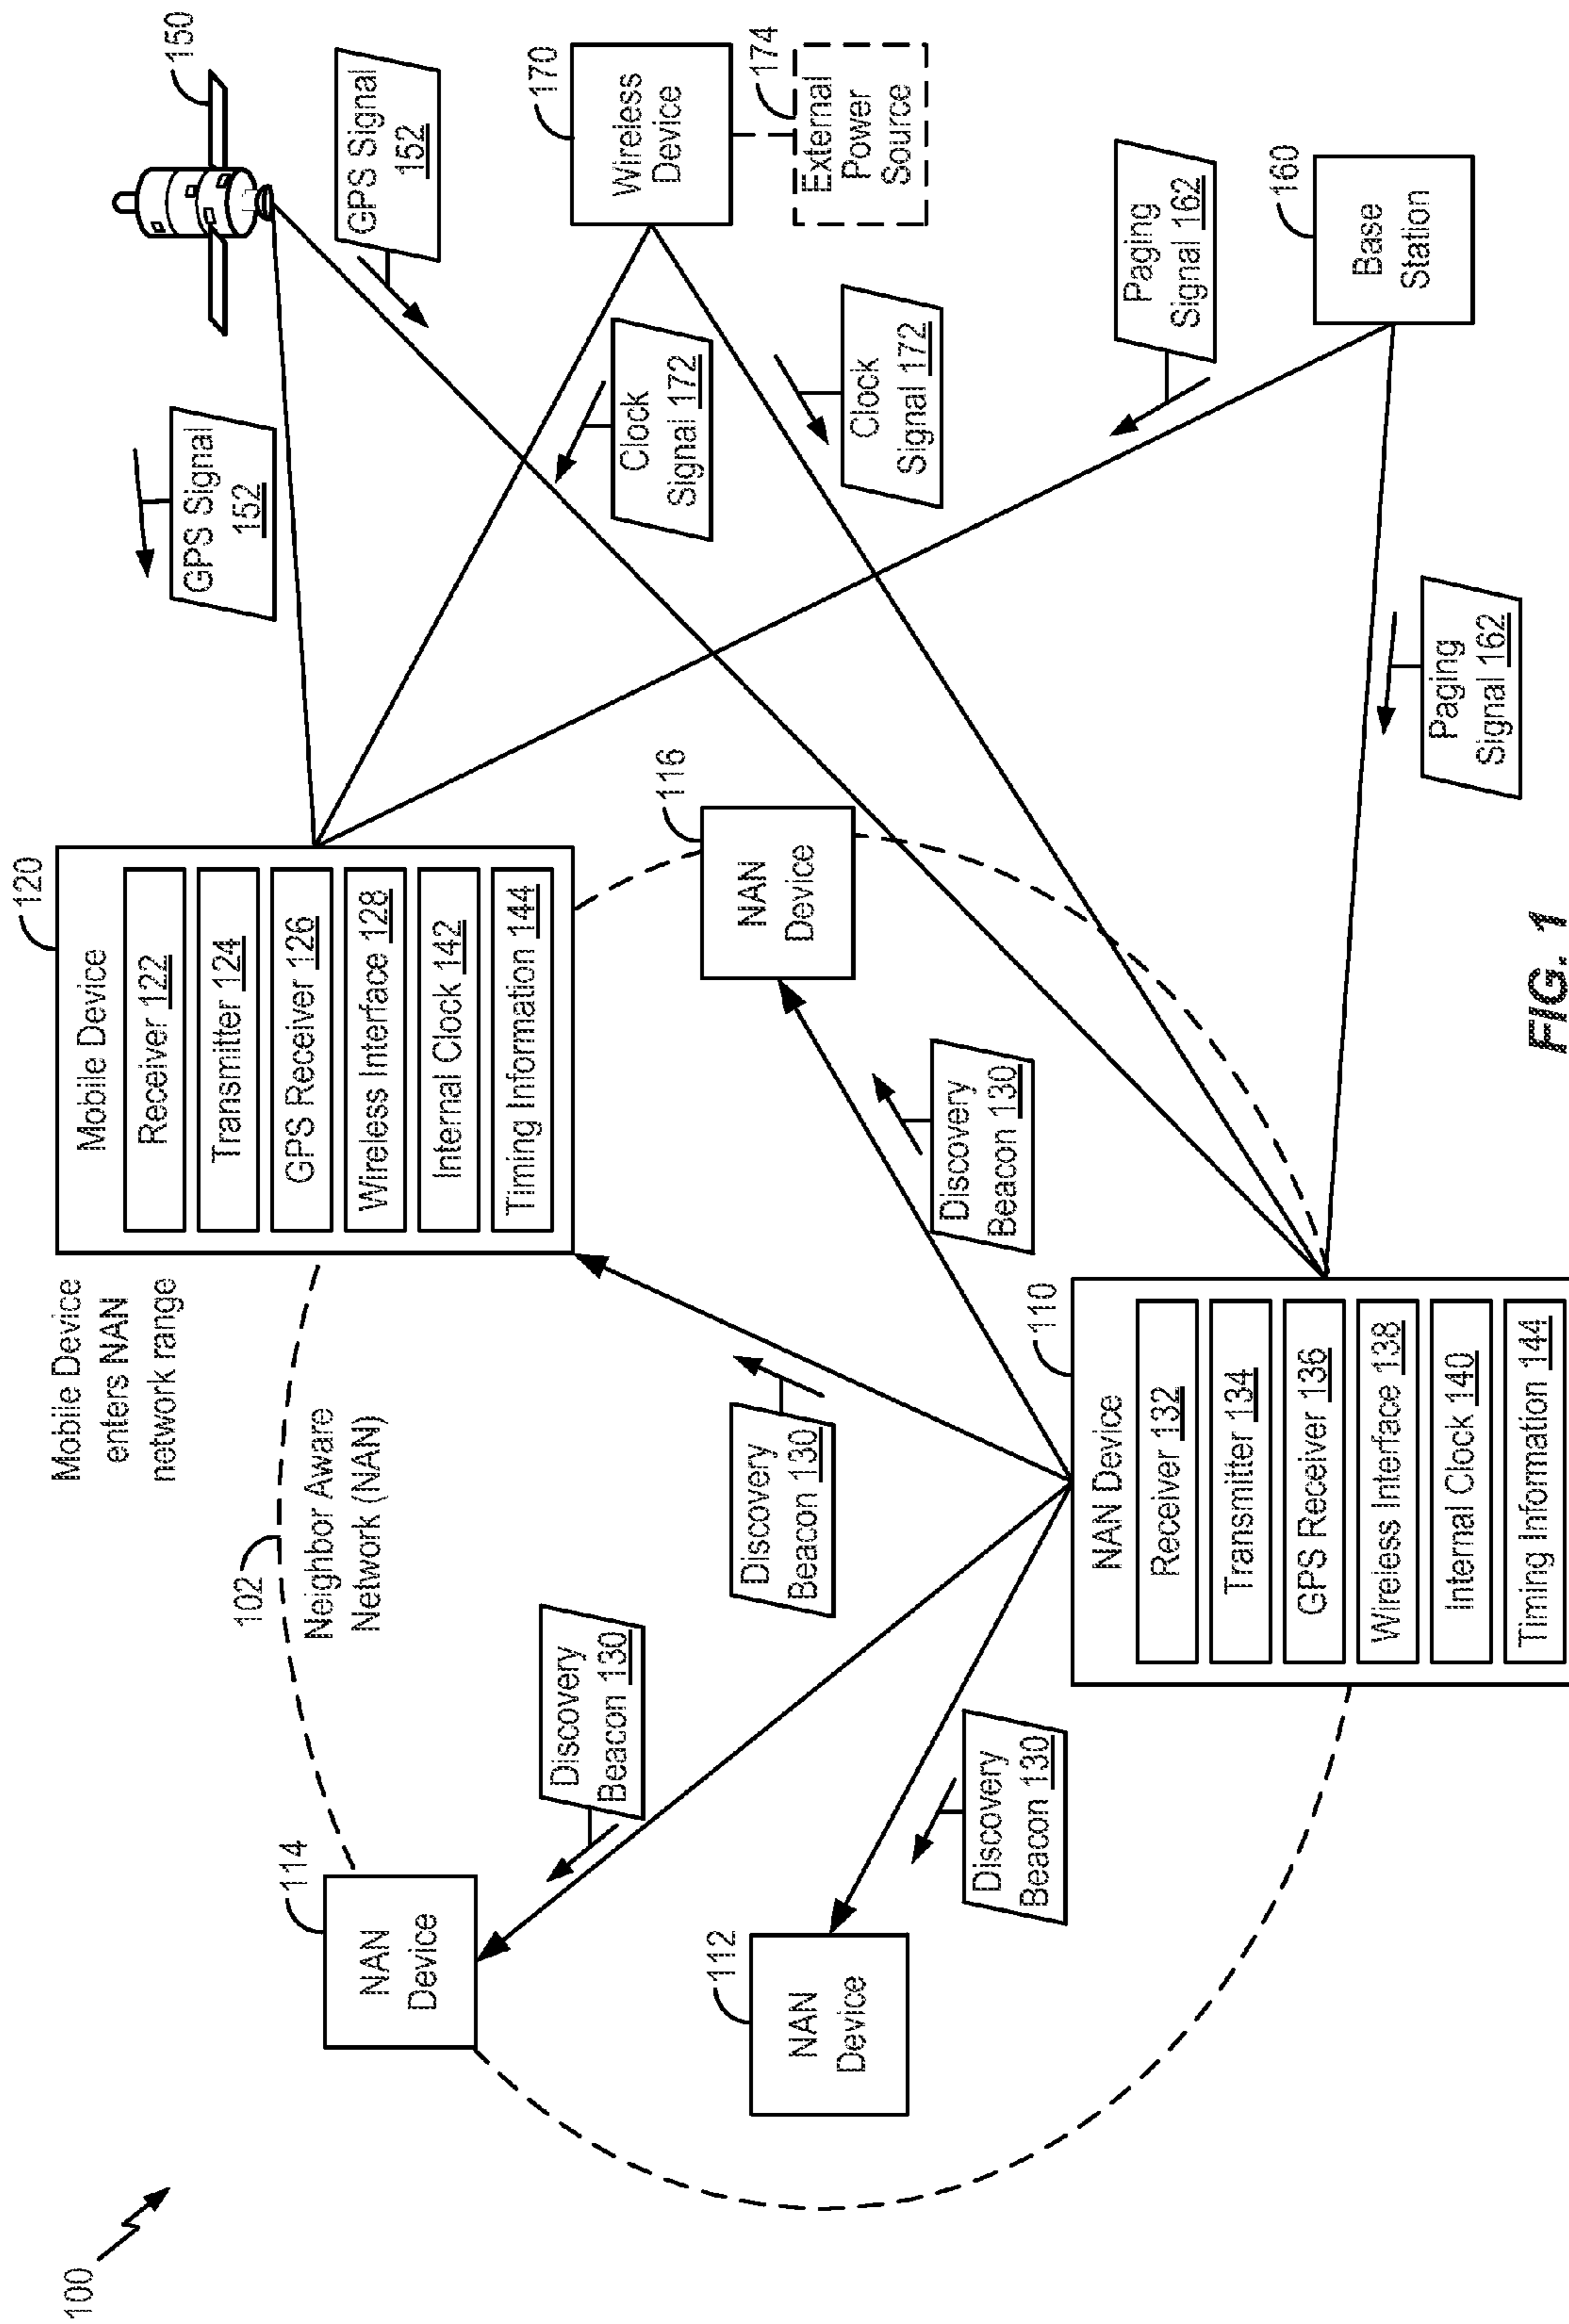 100
102
Neighbor Aware
Network (NAN)
Mobile Device
enters NAN
network range
120
Mobile Device
Receiver 122
Transmitter 124
GPS Receiver 126
Wireless Interface 128
Internal Clock 142
Timing Information 144
GPS Signal
152
150
GPS Signal
152
114
NAN
Device
Discovery
Beacon 130
Discovery
Beacon 130
116
NAN
Device
Clock
Signal 172
170
Wireless
Device
174
External
Power
Source
Clock
Signal 172
112
NAN
Device
Discovery
Beacon 130
Discovery
Beacon 130
Paging
Signal 162
110
NAN Device
Receiver 132
Transmitter 134
GPS Receiver 136
Wireless Interface 138
Internal Clock 140
Timing Information 144
Paging
Signal 162
160
Base
Station
FIG. 1